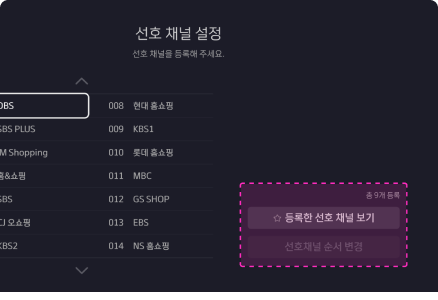 선호 채널 설정
선호 채널을 등록해 주세요.
OBS
008 현대 홈쇼핑
SBS PLUS
009 KBS1
M Shopping
010 롯데 홈쇼핑
홈&쇼핑
011 MBC
SBS
012 GS SHOP
CJ 오쇼핑
013 EBS
KBS2
014 NS 홈쇼핑
총 9개 등록
☆ 등록한 선호 채널 보기
선호채널 순서 변경